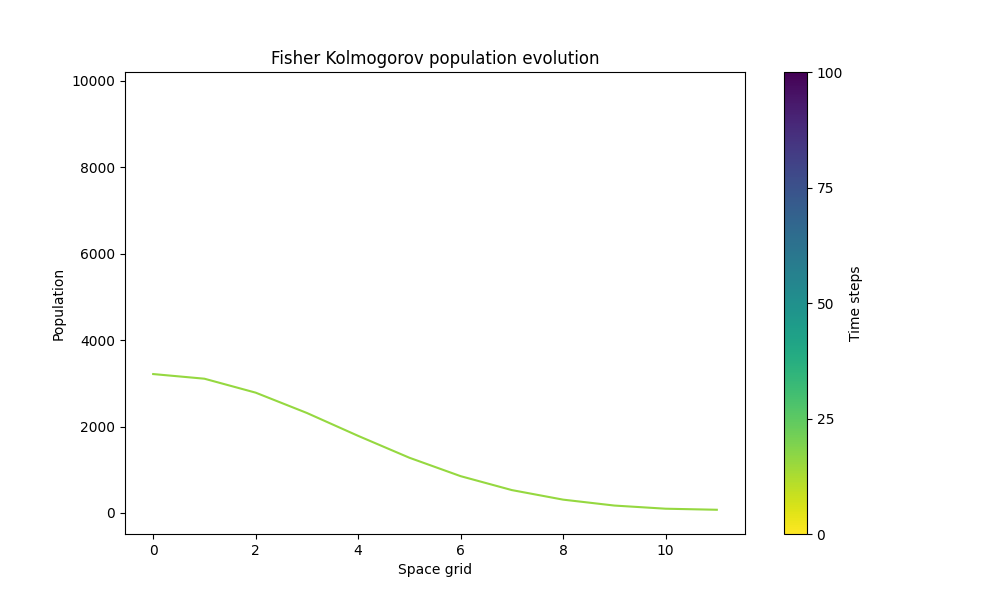 Fisher Kolmogorov population evolution
10000
8000
6000
4000
2000
0
Population
0 2 4 6 8 10
Space grid
100
75
50
25
0
Time steps